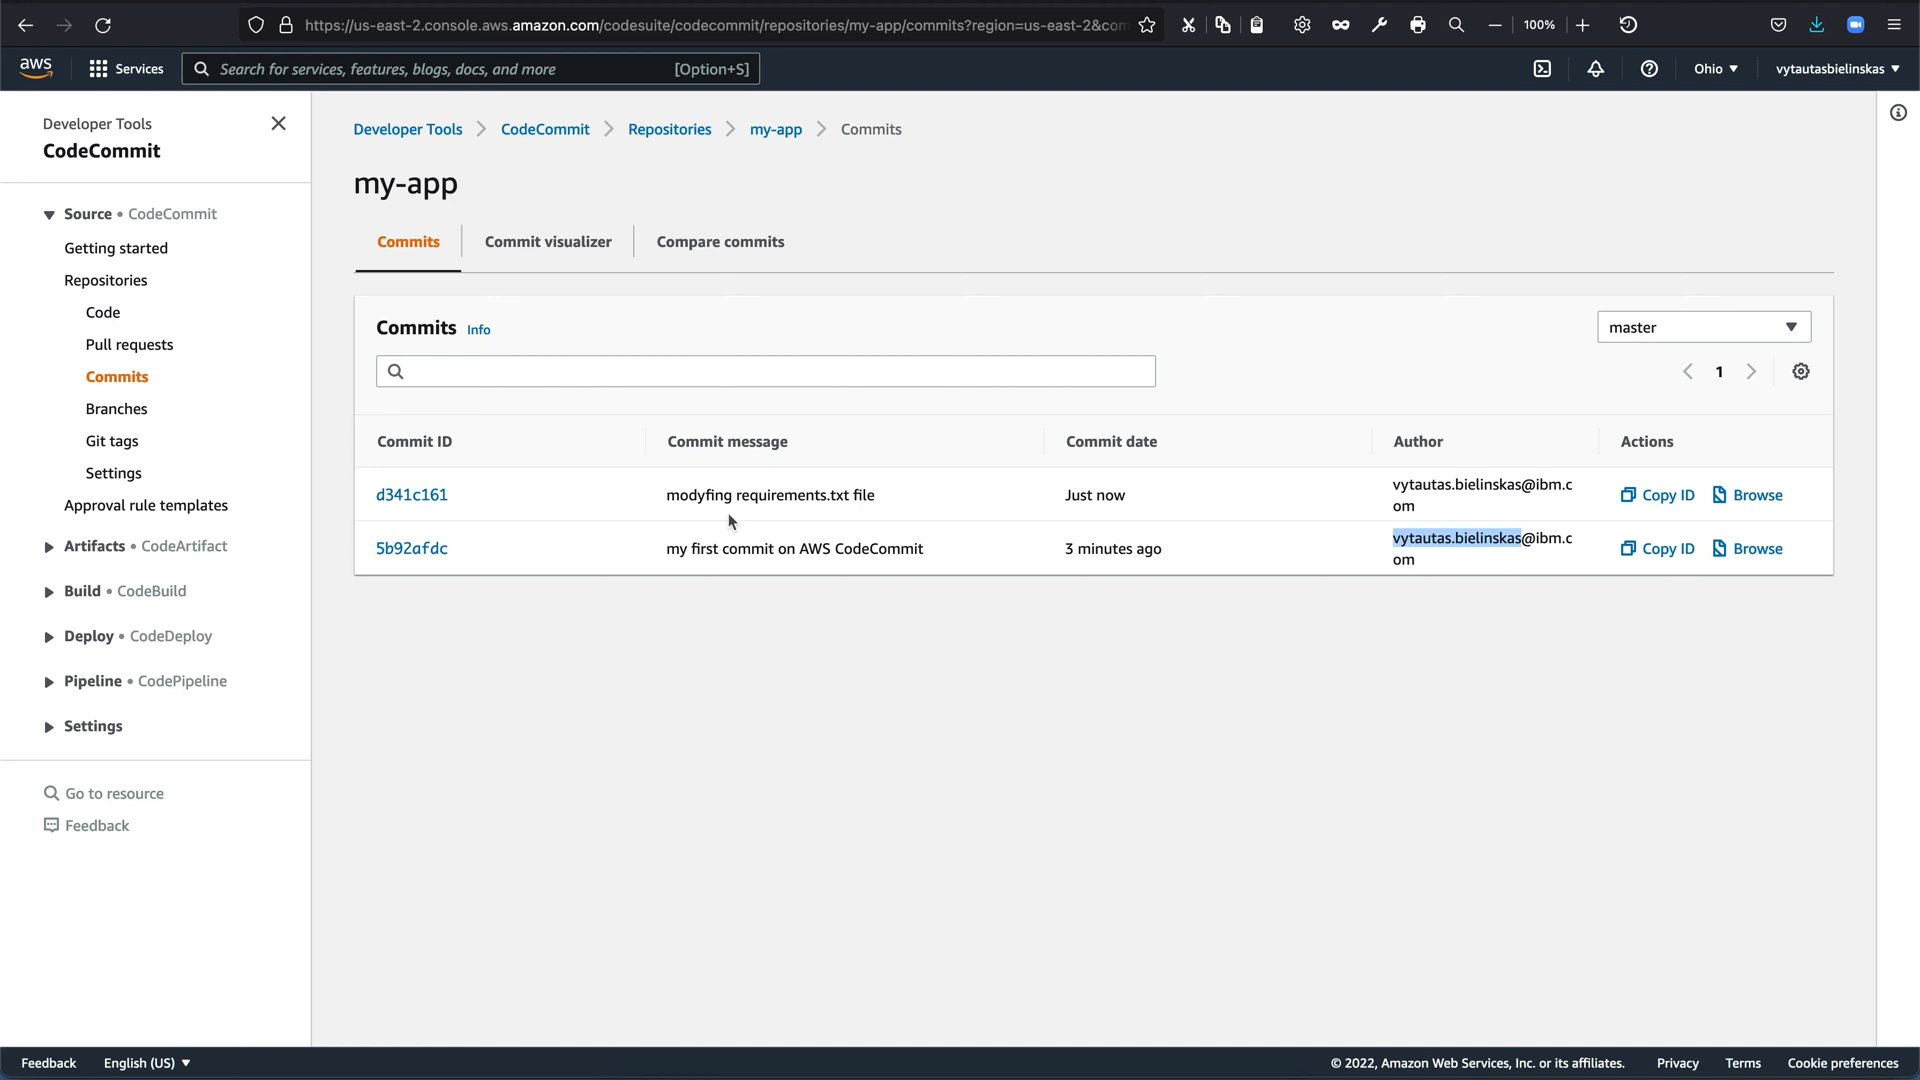 https://us-east-2.console.aws.amazon.com/codesuite/codecommit/repositories/my-app/commits?region=us-east-2&com
100%
aws
Services
Search for services, features, blogs, docs, and more
[Option+S]
Ohio
vytautasbielinskas
Developer Tools
CodeCommit
Source • CodeCommit
Getting started
Repositories
Code
Pull requests
Commits
Branches
Git tags
Settings
Approval rule templates
Artifacts • CodeArtifact
Build • CodeBuild
Deploy • CodeDeploy
Pipeline • CodePipeline
Settings
Go to resource
Feedback
Developer Tools
CodeCommit
Repositories
my-app
Commits
my-app
Commits
Commit visualizer
Compare commits
Commits Info
master
1
Commit ID
Commit message
Commit date
Author
Actions
d341c161
modyfing requirements.txt file
Just now
vytautas.bielinskas@ibm.c
om
Copy ID
Browse
5b92afdc
my first commit on AWS CodeCommit
3 minutes ago
vytautas.bielinskas@ibm.c
om
Copy ID
Browse
Feedback
English (US)
© 2022, Amazon Web Services, Inc. or its affiliates.
Privacy
Terms
Cookie preferences